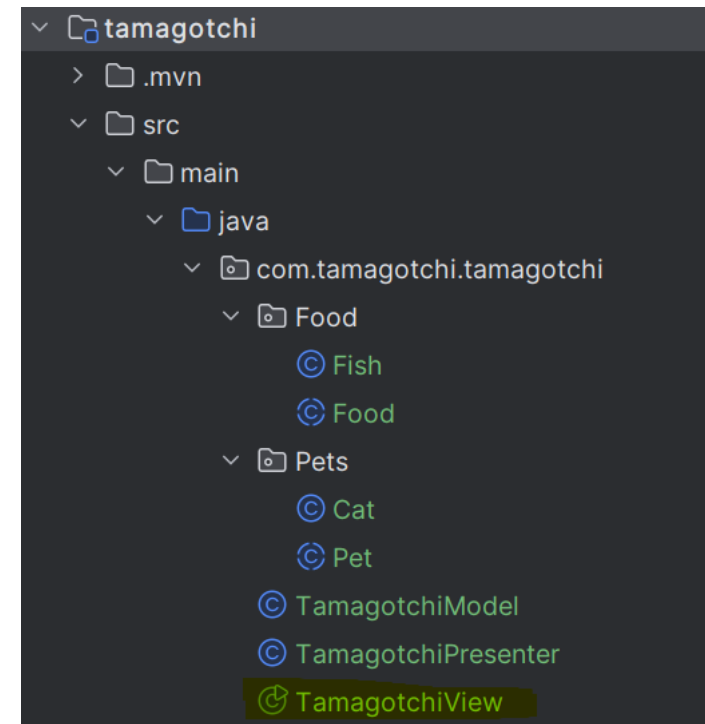 tamagotchi
.mvn
src
main
java
com.tamagotchi.tamagotchi
Food
Fish
Food
Pets
Cat
Pet
TamagotchiModel
TamagotchiPresenter
TamagotchiView